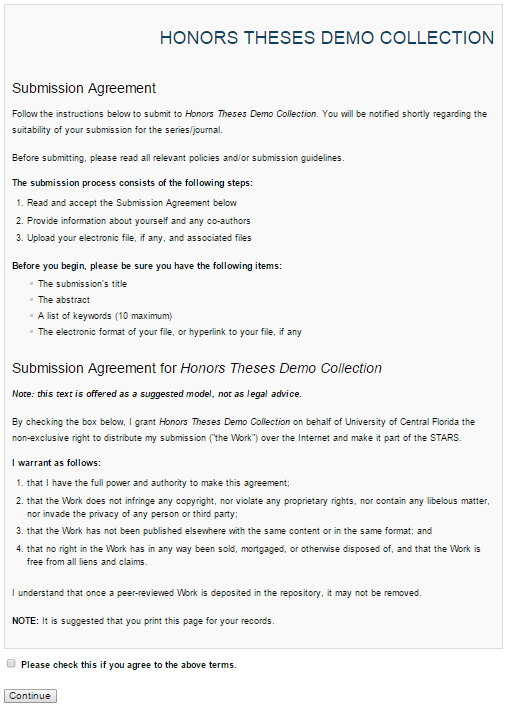 HONORS THESES DEMO COLLECTION
Submission Agreement
Follow the instructions below to submit to Honors Theses Demo Collection. You will be notified shortly regarding the
suitability of your submission for the series/journal.
Before submitting, please read all relevant policies and/or submission guidelines.
The submission process consists of the following steps:
1. Read and accept the Submission Agreement below
2. Provide information about yourself and any co-authors
3. Upload your electronic file, if any, and associated files
Before you begin, please be sure you have the following items:
The submission's title
The abstract
A list of keywords (10 maximum)
The electronic format of your file, or hyperlink to your file, if any
Submission Agreement for Honors Theses Demo Collection
Note: this text is offered as a suggested model, not as legal advice.
By checking the box below, I grant Honors Theses Demo Collection on behalf of University of Central Florida the
non-exclusive right to distribute my submission ("the Work") over the Internet and make it part of the STARS.
I warrant as follows:
1. that I have the full power and authority to make this agreement;
2. that the Work does not infringe any copyright, nor violate any proprietary rights, nor contain any libelous matter,
nor invade the privacy of any person or third party;
3. that the Work has not been published elsewhere with the same content or in the same format; and
4. that no right in the Work has in any way been sold, mortgaged, or otherwise disposed of, and that the Work is
free from all liens and claims.
I understand that once a peer-reviewed Work is deposited in the repository, it may not be removed.
NOTE: It is suggested that you print this page for your records.
Please check this if you agree to the above terms.
Continue